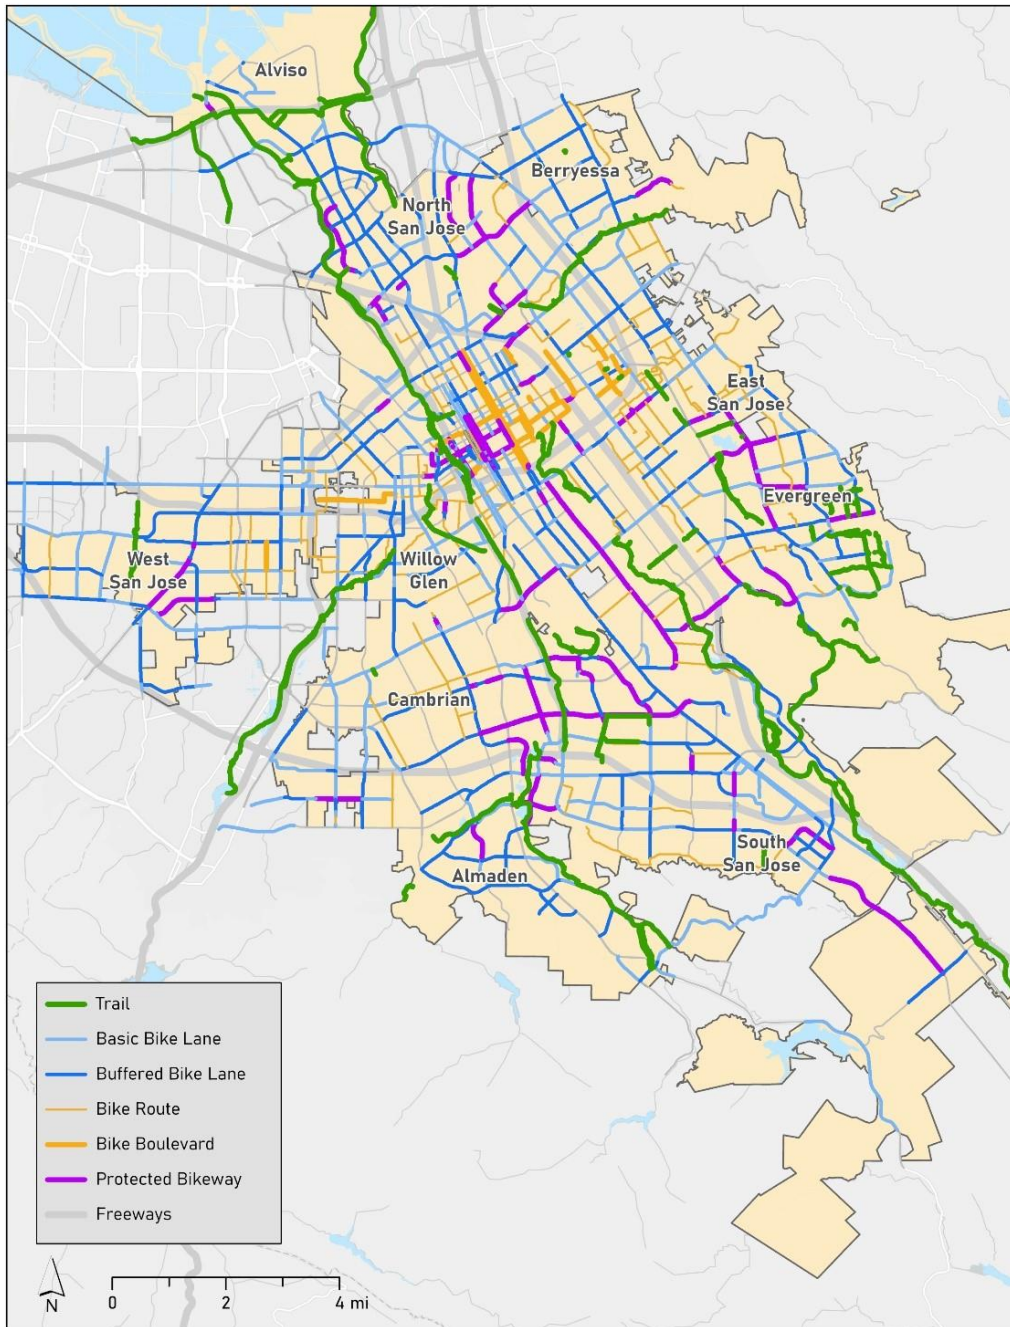 Alviso
Berryessa
North
San Jose
East
San Jose
Evergreen
West
San Jose
Willow
Glen
Cambrian
South
San Jose
Almaden
Trail
Basic Bike Lane
Buffered Bike Lane
Bike Route
Bike Boulevard
Protected Bikeway
Freeways
N
0 2 4 mi